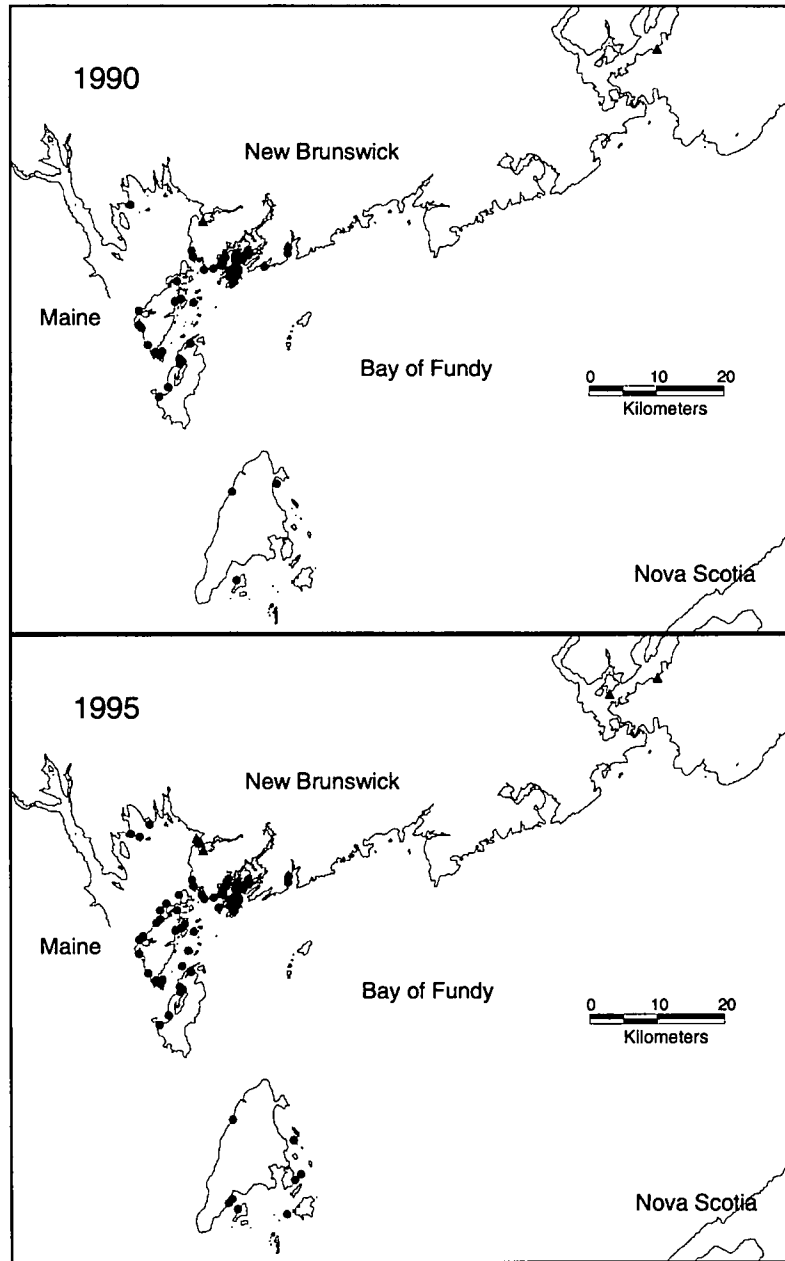 1990
New Brunswick
Maine
Bay of Fundy
0 10 20
Kilometers
Nova Scotia
1995
New Brunswick
Maine
Bay of Fundy
0 10 20
Kilometers
Nova Scotia